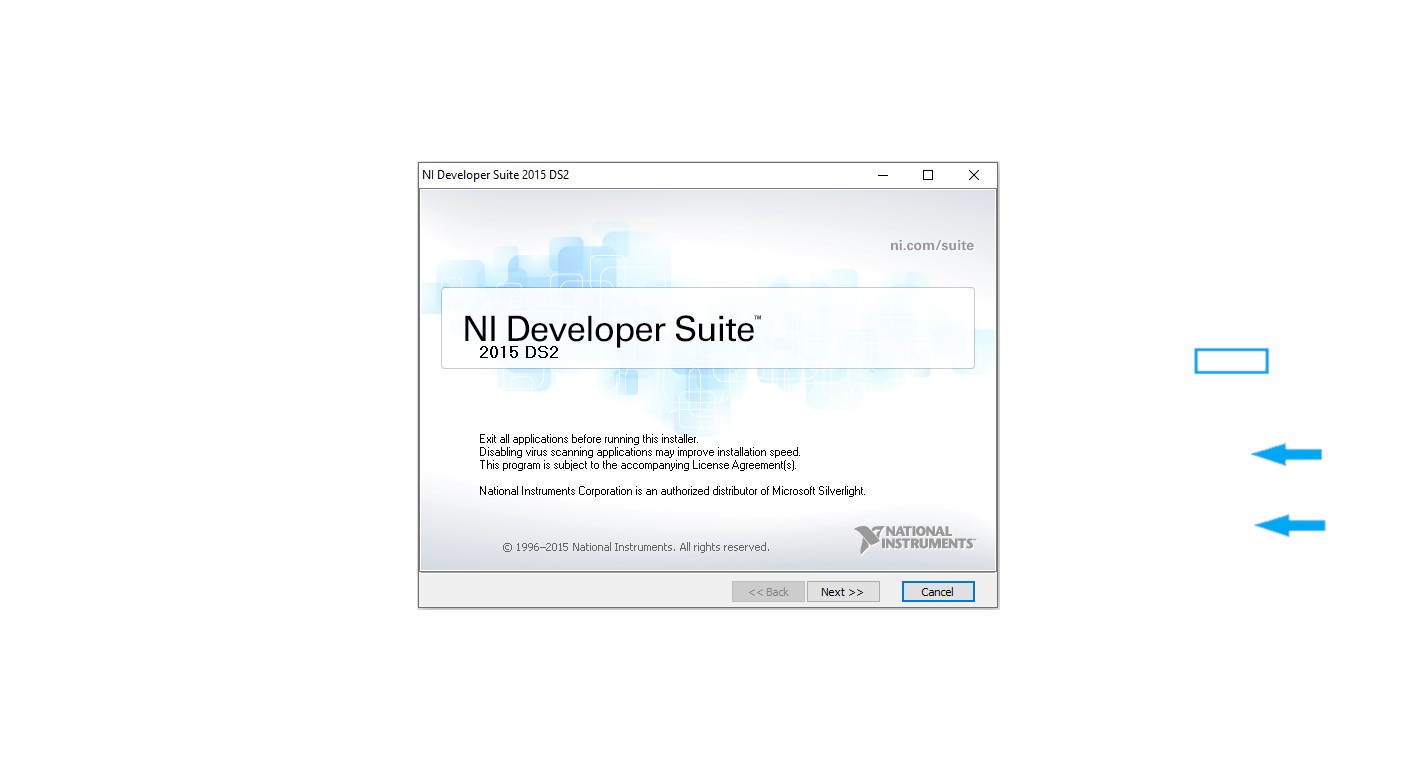 NI Developer Suite 2015 DS2
ni.com/suite
NI Developer Suite™
2015 DS2
Exit all applications before running this installer.
Disabling virus scanning applications may improve installation speed.
This program is subject to the accompanying License Agreement(s).
National Instruments Corporation is an authorized distributor of Microsoft Silverlight.
© 1996–2015 National Instruments. All rights reserved.
NATIONAL
INSTRUMENTS™
<< Back
Next >>
Cancel